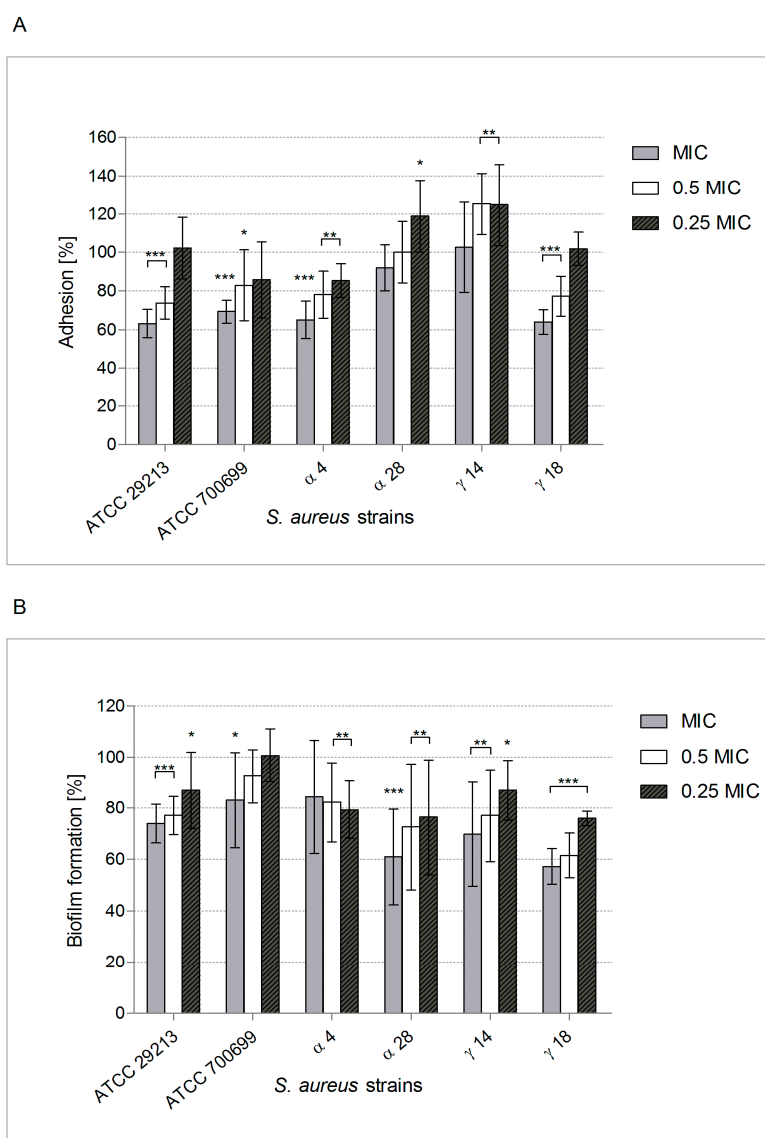 A
160
140
120
100
80
60
40
20
0
Adhesion [%]
***
***
*
***
**
*
**
***
MIC
0.5 MIC
0.25 MIC
ATCC 29213
ATCC 700699
α 4
α 28
γ 14
γ 18
S. aureus strains
B
120
100
80
60
40
20
0
Biofilm formation [%]
***
*
*
**
***
**
**
*
***
MIC
0.5 MIC
0.25 MIC
ATCC 29213
ATCC 700699
α 4
α 28
γ 14
γ 18
S. aureus strains